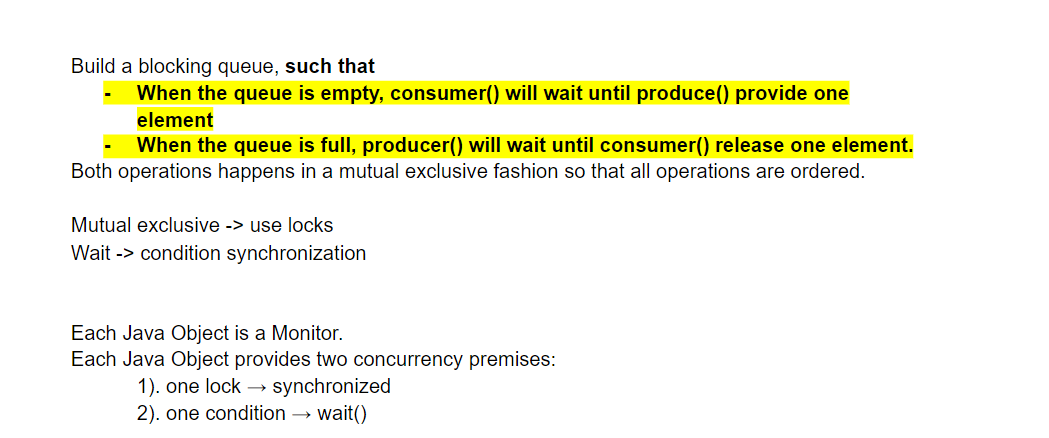 Build a blocking queue, such that
- When the queue is empty, consumer() will wait until produce() provide one
element
- When the queue is full, producer() will wait until consumer() release one element.
Both operations happens in a mutual exclusive fashion so that all operations are ordered.
Mutual exclusive -> use locks
Wait -> condition synchronization
Each Java Object is a Monitor.
Each Java Object provides two concurrency premises:
1). one lock → synchronized
2). one condition → wait()